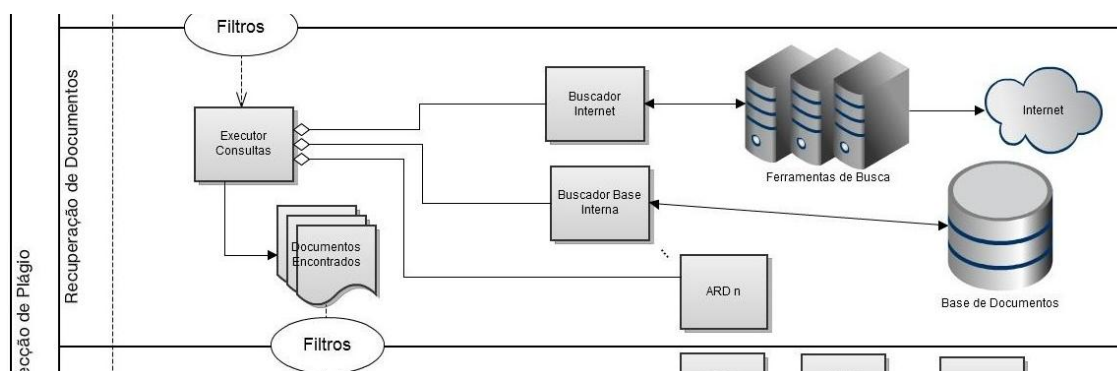 Filtros
Recuperação de Documentos
Executor
Consultas
Buscador
Internet
Ferramentas de Busca
Internet
Buscador Base
Interna
Documentos
Encontrados
ARD n
Base de Documentos
Filtros
ecção de Plágio